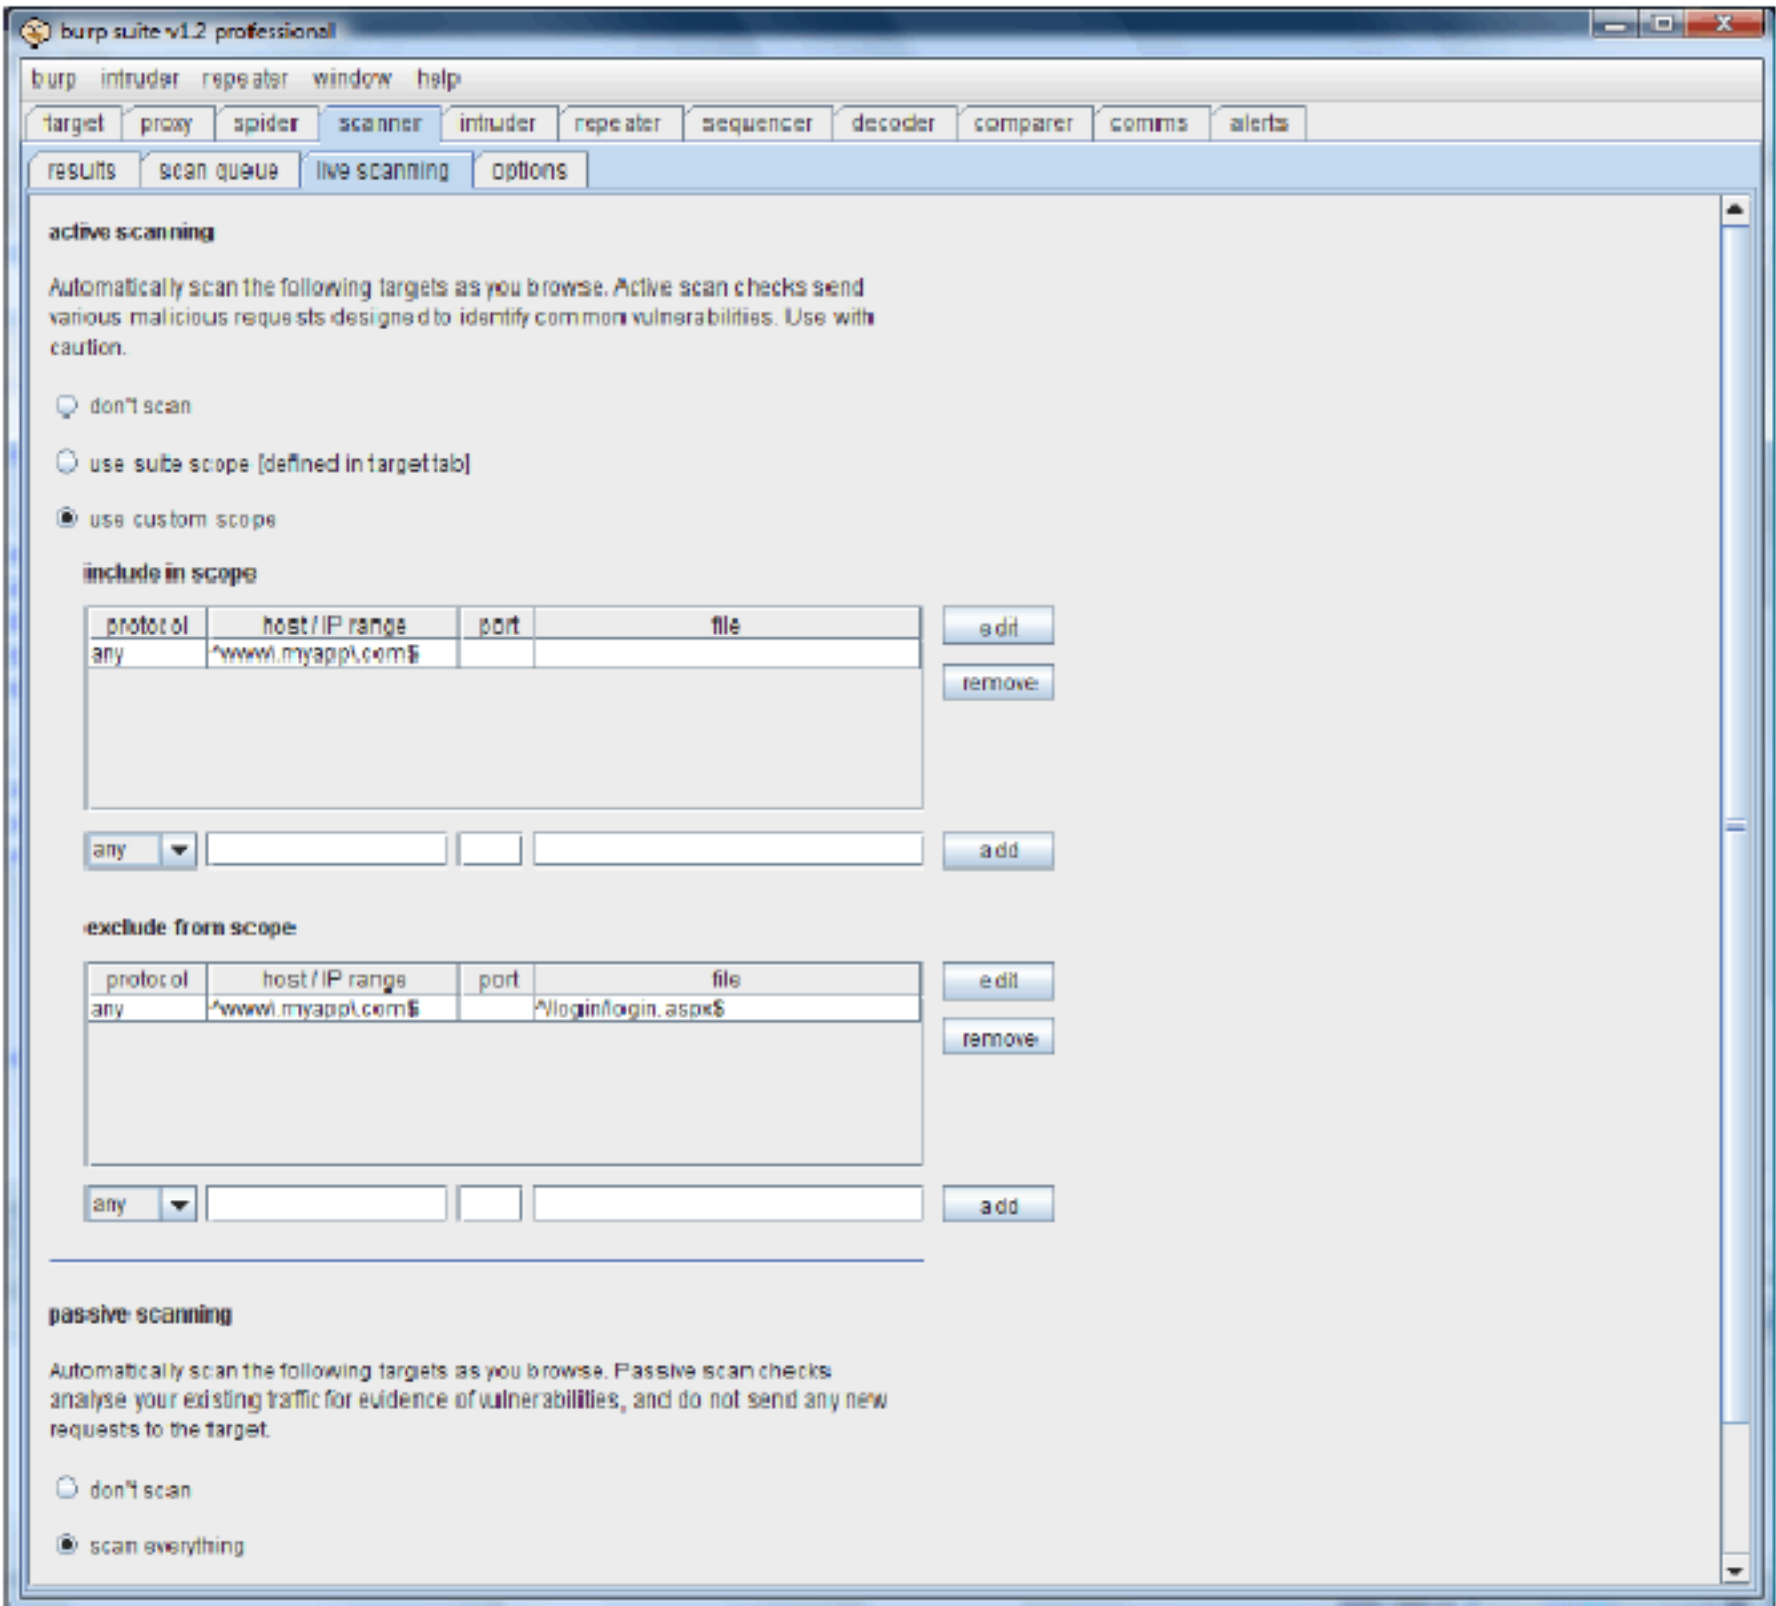 burp suite v1.2 professional
burp intruder repeater window help
target proxy spider scanner intruder repeater sequencer decoder comparer comms alerts
results scan queue live scanning options
active scanning
Automatically scan the following targets as you browse. Active scan checks send
various malicious requests designed to identify common vulnerabilities. Use with
caution.
don't scan
use suite scope [defined in target tab]
use custom scope
include in scope
protocol host / IP range port file
edit
any ^www\.myapp\.com$
remove
any
add
exclude from scope
protocol host / IP range port file
edit
any ^www\.myapp\.com$ ^/login/login.aspx$
remove
any
add
passive scanning
Automatically scan the following targets as you browse. Passive scan checks
analyse your existing traffic for evidence of vulnerabilities, and do not send any new
requests to the target.
don't scan
scan everything